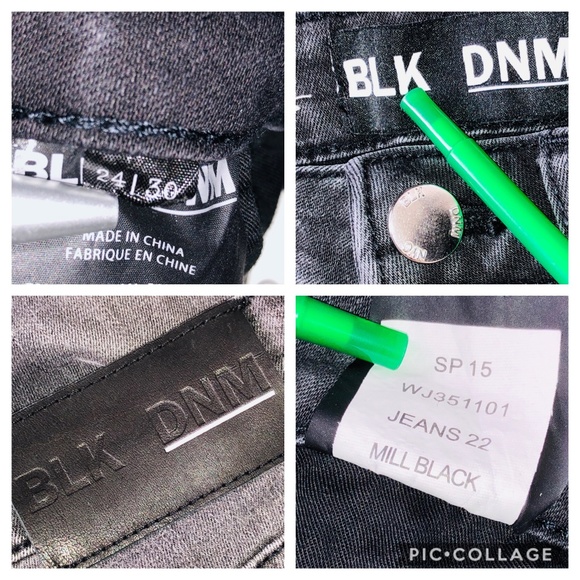 BL
24 | 30
NM
MADE IN CHINA
FABRIQUE EN CHINE
BLK DNM
BLK
BLK DNM
SP 15
WJ351101
JEANS 22
MILL BLACK
PIC•COLLAGE